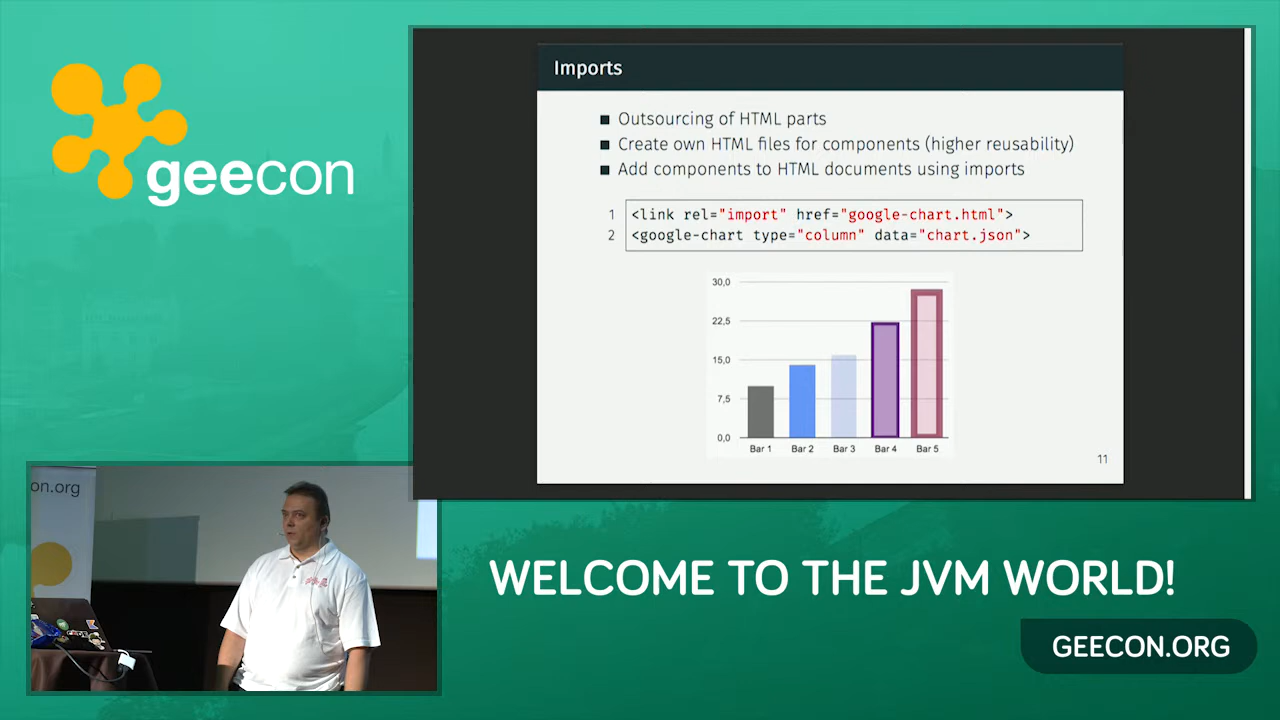 geecon
Imports
■ Outsourcing of HTML parts
■ Create own HTML files for components (higher reusability)
■ Add components to HTML documents using imports
1 <link rel="import" href="google-chart.html">
2 <google-chart type="column" data="chart.json">
30,0
22,5
15,0
7,5
0,0
Bar 1 Bar 2 Bar 3 Bar 4 Bar 5
11
on.org
WELCOME TO THE JVM WORLD!
GEECON.ORG